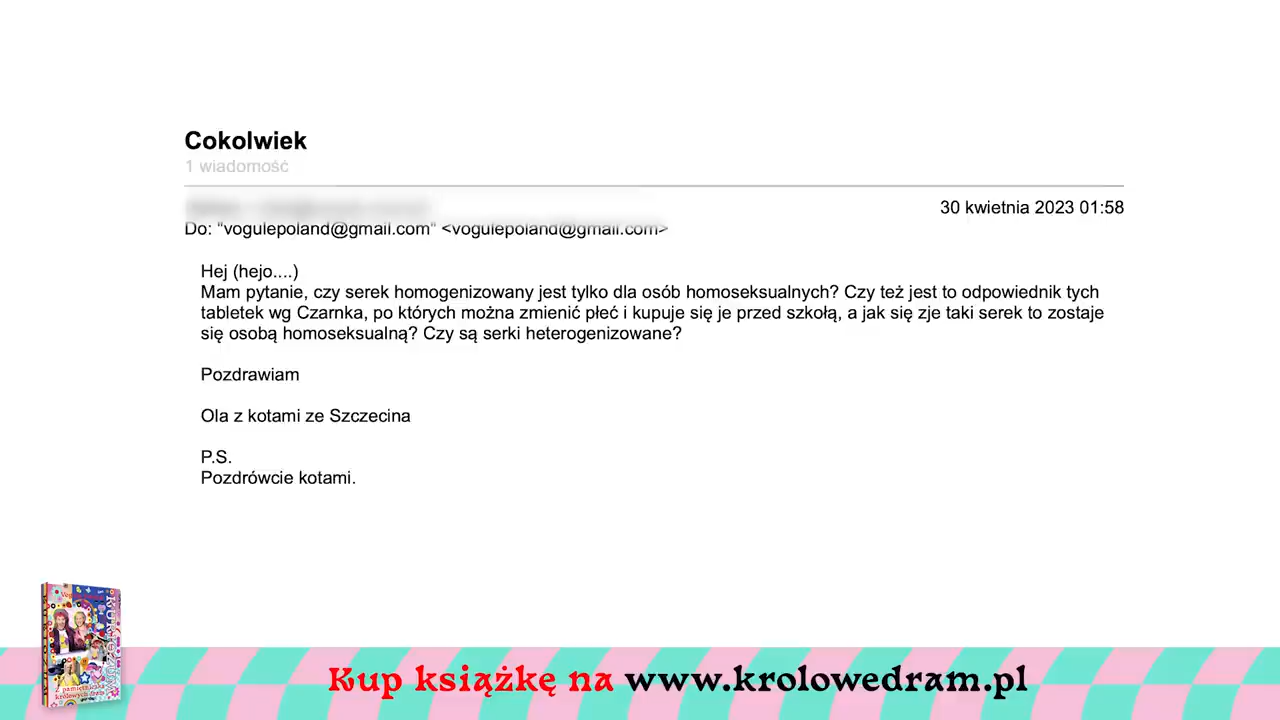 Cokolwiek
1 wiadomość
30 kwietnia 2023 01:58
Do: "vogulepoland@gmail.com" <vogulepoland@gmail.com>
Hej (hejo....)
Mam pytanie, czy serek homogenizowany jest tylko dla osób homoseksualnych? Czy też jest to odpowiednik tych
tabletek wg Czarnka, po których można zmienić płeć i kupuje się je przed szkołą, a jak się zje taki serek to zostaje
się osobą homoseksualną? Czy są serki heterogenizowane?
Pozdrawiam
Ola z kotami ze Szczecina
P.S.
Pozdrówcie kotami.
Z pamiętnika
królowych dram
Kup książkę na www.krolowedram.pl